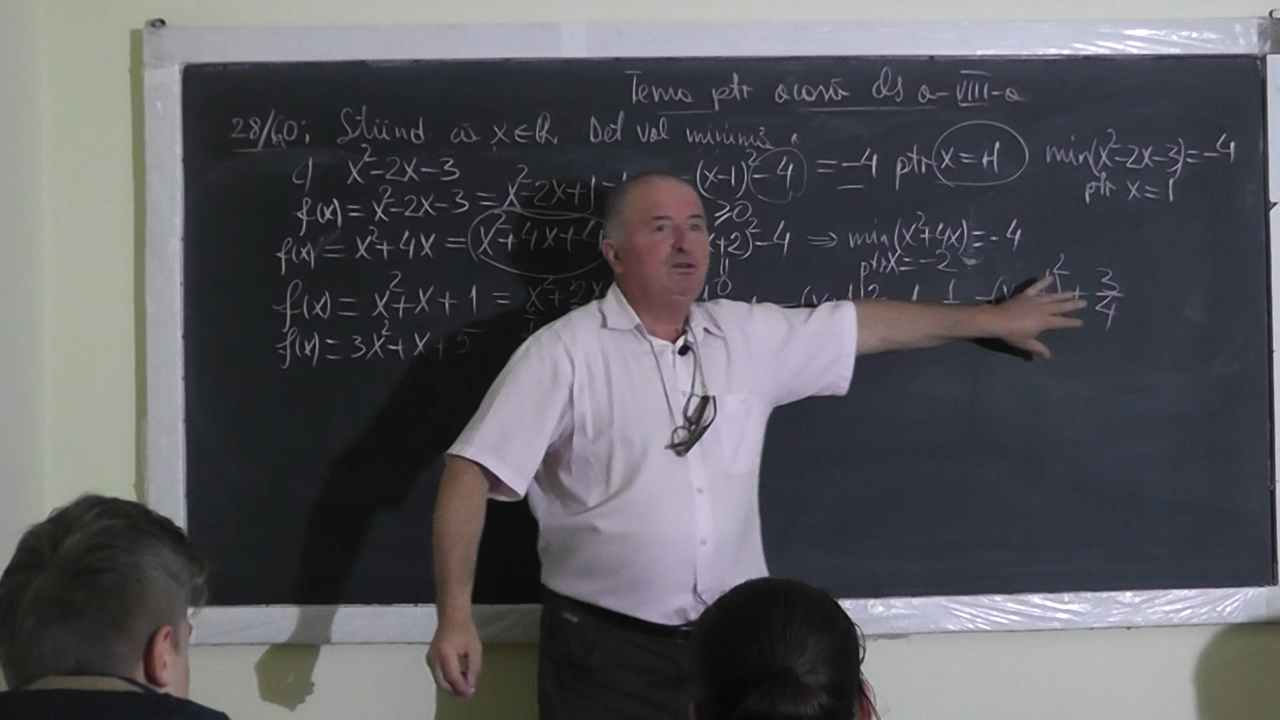 Tema ptr acasă ds a-VIII-a
28/60; Știind că x∈R. Det val minimă
c) x²-2x-3
f(x) = x²-2x-3 = x²-2x+1 (x-1)²-4 = -4 ptr x=+1 min(x²-2x-3)=-4
≥0 ptr x=1
f(x) = x²+4x = x²+4x+4 +2)²-4 ⇒ min(x²+4x)=-4
0 ptr x=-2
f(x) = x²+x+1 = x²+2x + 3/4
f(x) = 3x²+x+5